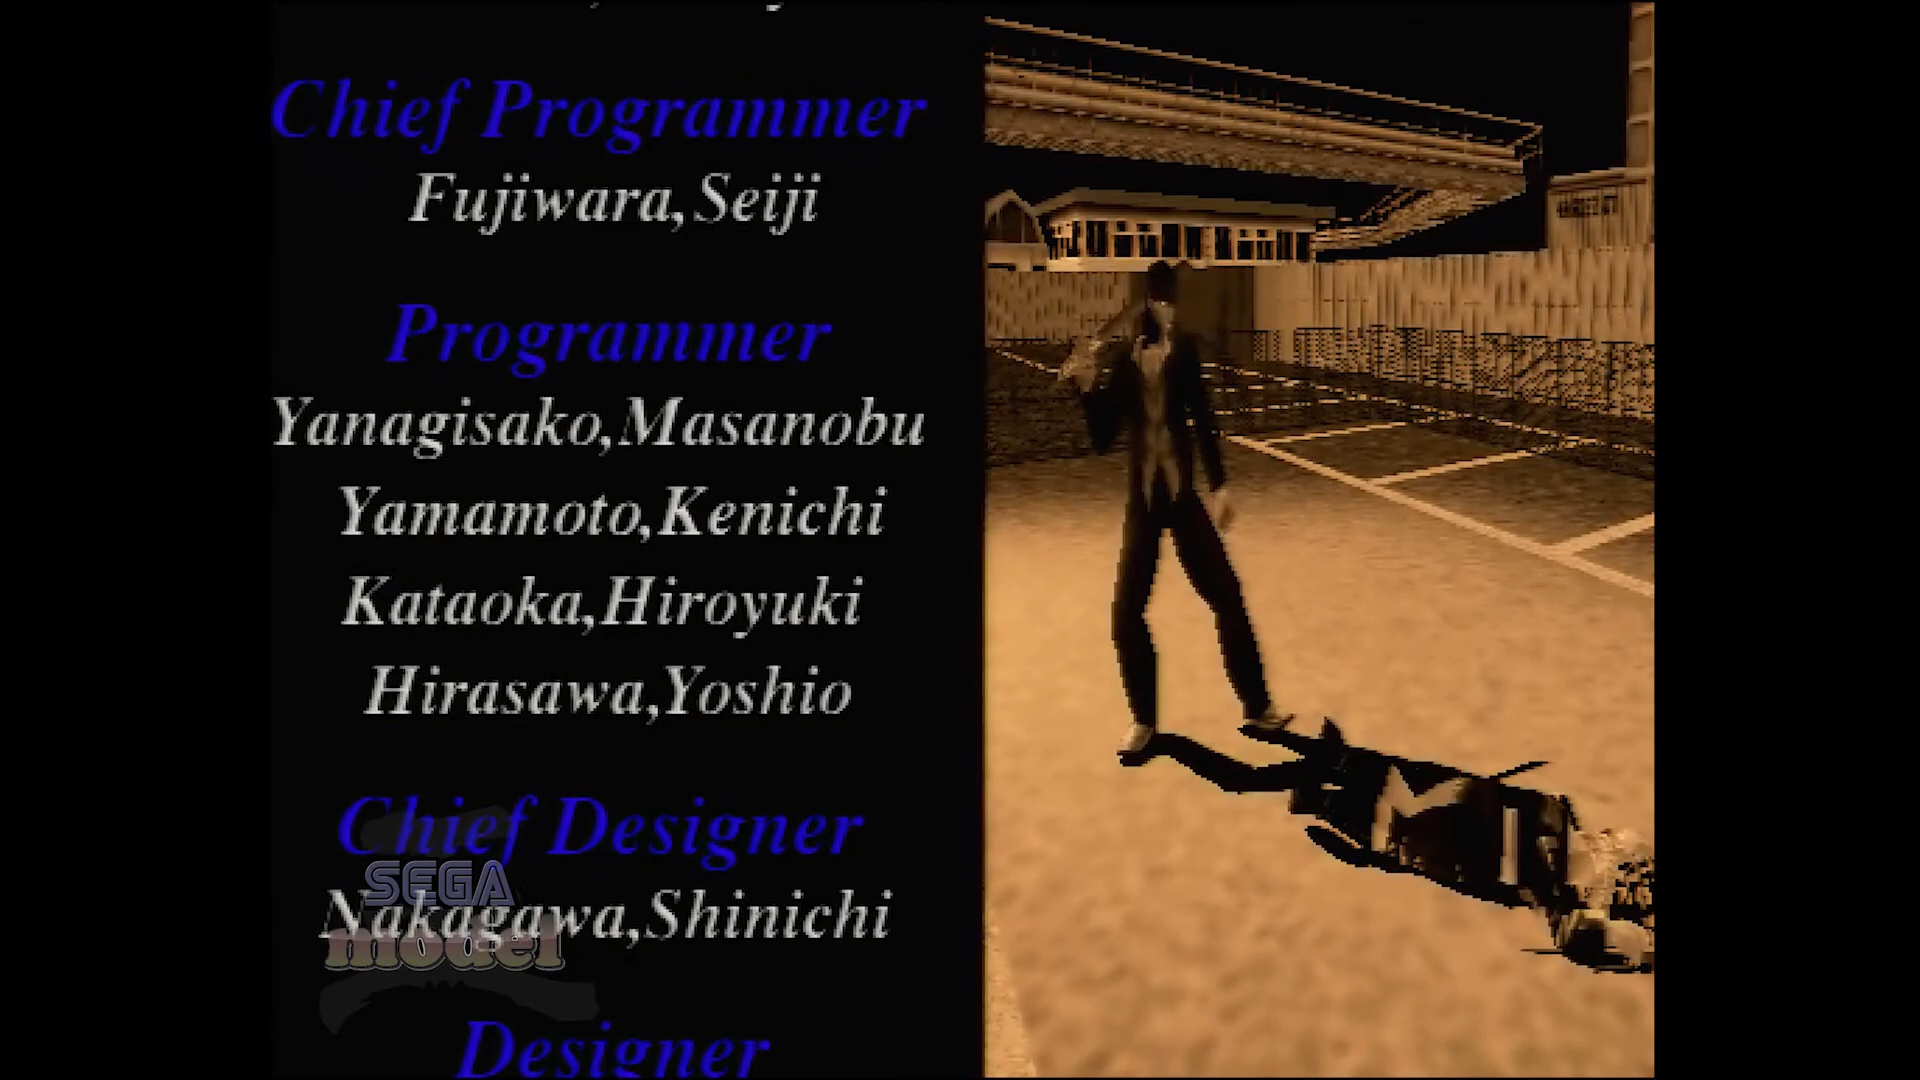 Chief Programmer
Fujiwara,Seiji
Programmer
Yanagisako,Masanobu
Yamamoto,Kenichi
Kataoka,Hiroyuki
Hirasawa,Yoshio
Chief Designer
Nakagawa,Shinichi
SEGA
model
Designer